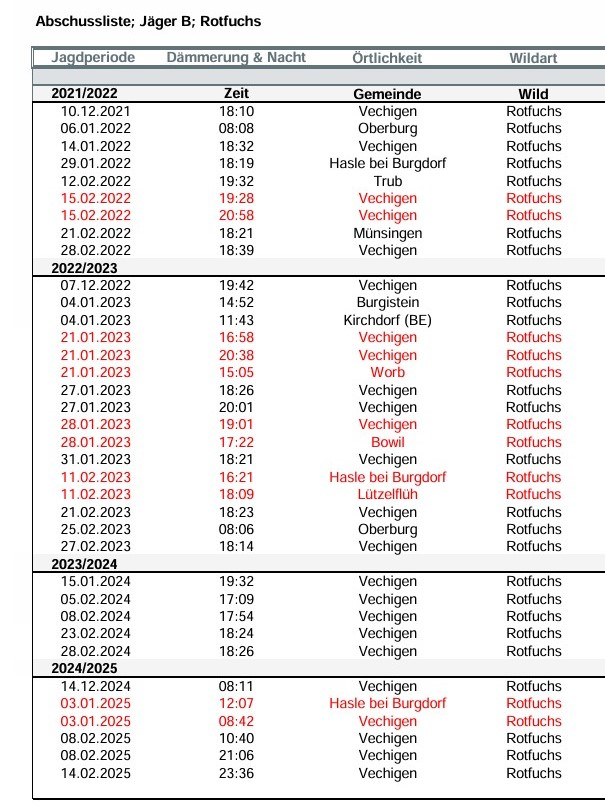 Abschussliste; Jäger B; Rotfuchs
Jagdperiode Dämmerung & Nacht Örtlichkeit Wildart
2021/2022 Zeit Gemeinde Wild
10.12.2021 18:10 Vechigen Rotfuchs
06.01.2022 08:08 Oberburg Rotfuchs
14.01.2022 18:32 Vechigen Rotfuchs
29.01.2022 18:19 Hasle bei Burgdorf Rotfuchs
12.02.2022 19:32 Trub Rotfuchs
15.02.2022 19:28 Vechigen Rotfuchs
15.02.2022 20:58 Vechigen Rotfuchs
21.02.2022 18:21 Münsingen Rotfuchs
28.02.2022 18:39 Vechigen Rotfuchs
2022/2023
07.12.2022 19:42 Vechigen Rotfuchs
04.01.2023 14:52 Burgistein Rotfuchs
04.01.2023 11:43 Kirchdorf (BE) Rotfuchs
21.01.2023 16:58 Vechigen Rotfuchs
21.01.2023 20:38 Vechigen Rotfuchs
21.01.2023 15:05 Worb Rotfuchs
27.01.2023 18:26 Vechigen Rotfuchs
27.01.2023 20:01 Vechigen Rotfuchs
28.01.2023 19:01 Vechigen Rotfuchs
28.01.2023 17:22 Bowil Rotfuchs
31.01.2023 18:21 Vechigen Rotfuchs
11.02.2023 16:21 Hasle bei Burgdorf Rotfuchs
11.02.2023 18:09 Lützelflüh Rotfuchs
21.02.2023 18:23 Vechigen Rotfuchs
25.02.2023 08:06 Oberburg Rotfuchs
27.02.2023 18:14 Vechigen Rotfuchs
2023/2024
15.01.2024 19:32 Vechigen Rotfuchs
05.02.2024 17:09 Vechigen Rotfuchs
08.02.2024 17:54 Vechigen Rotfuchs
23.02.2024 18:24 Vechigen Rotfuchs
28.02.2024 18:26 Vechigen Rotfuchs
2024/2025
14.12.2024 08:11 Vechigen Rotfuchs
03.01.2025 12:07 Hasle bei Burgdorf Rotfuchs
03.01.2025 08:42 Vechigen Rotfuchs
08.02.2025 10:40 Vechigen Rotfuchs
08.02.2025 21:06 Vechigen Rotfuchs
14.02.2025 23:36 Vechigen Rotfuchs